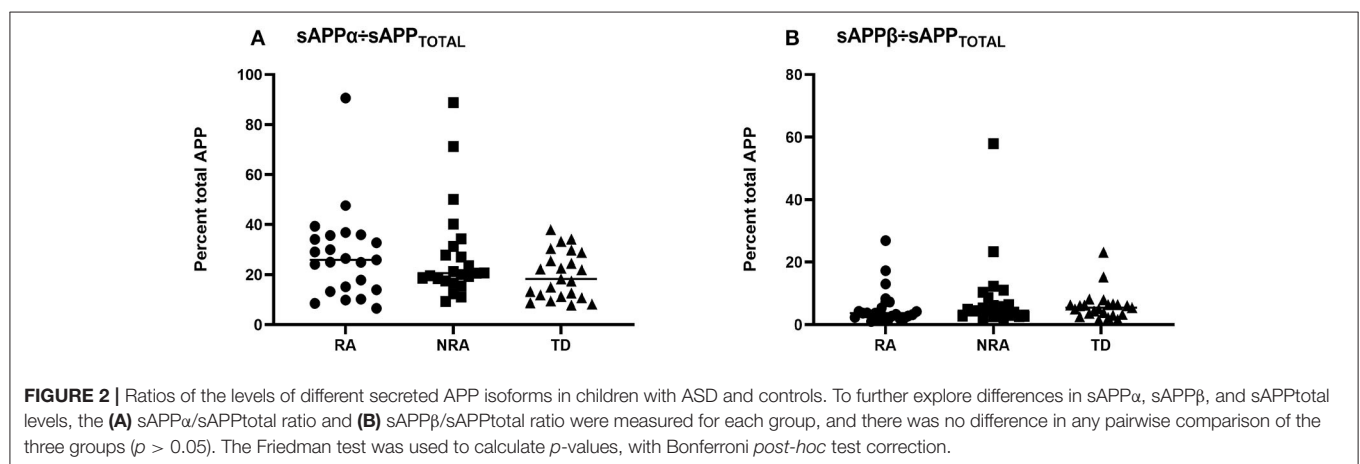 A sAPPα÷sAPPTOTAL
Percent total APP
100
80
60
40
20
0
RA NRA TD
B sAPPβ÷sAPPTOTAL
Percent total APP
80
60
40
20
0
RA NRA TD
FIGURE 2 | Ratios of the levels of different secreted APP isoforms in children with ASD and controls. To further explore differences in sAPPα, sAPPβ, and sAPPtotal
levels, the (A) sAPPα/sAPPtotal ratio and (B) sAPPβ/sAPPtotal ratio were measured for each group, and there was no difference in any pairwise comparison of the
three groups (p > 0.05). The Friedman test was used to calculate p-values, with Bonferroni post-hoc test correction.